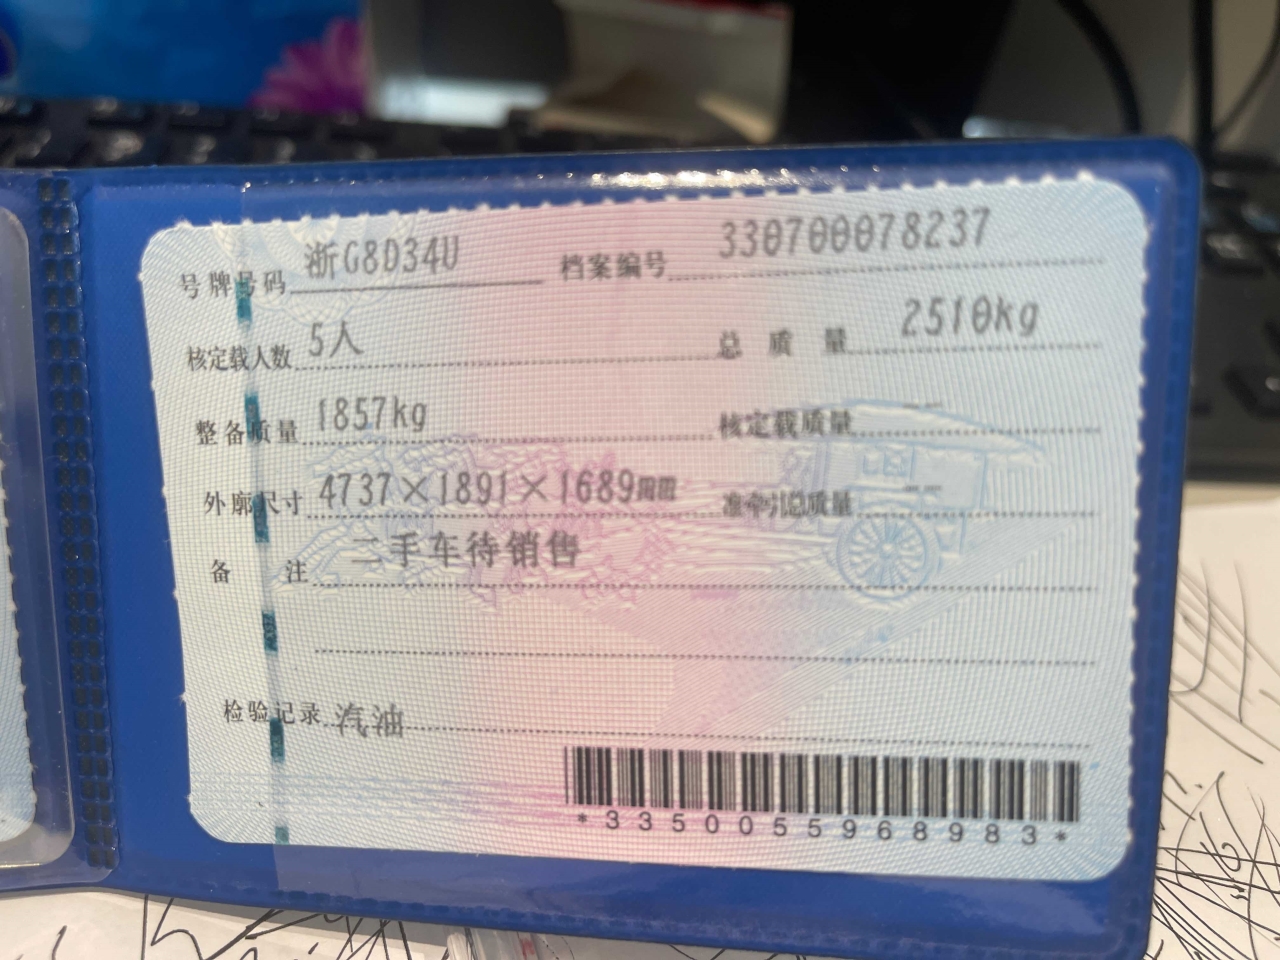 号牌号码 浙G8D34U 档案编号 330700078237
核定载人数 5人 总质量 2510kg
整备质量 1857kg 核定载质量 --
外廓尺寸 4737×1891×1689mm 准牵引总质量 --
备注 二手车待销售
检验记录 汽油
*3350055968983*